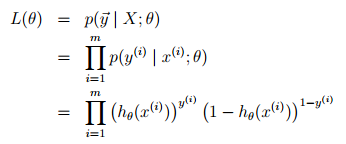 L(θ) = p(y⃗ | X; θ)
= ∏_{i=1}^{m} p(y^{(i)} | x^{(i)}; θ)
= ∏_{i=1}^{m} (h_θ(x^{(i)}))^{y^{(i)}} (1 − h_θ(x^{(i)}))^{1−y^{(i)}}